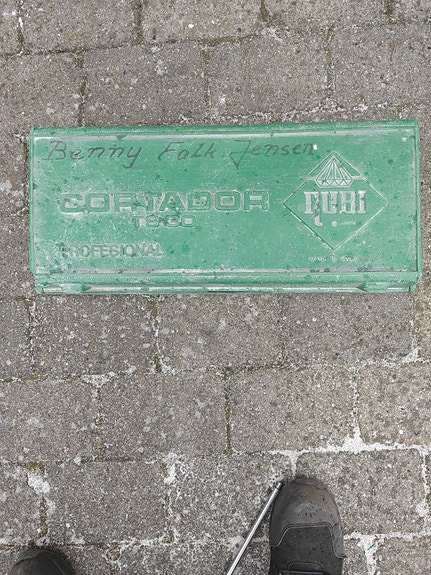 Benny Falk Jensen
CORTADOR
RUBI
PROFESIONAL